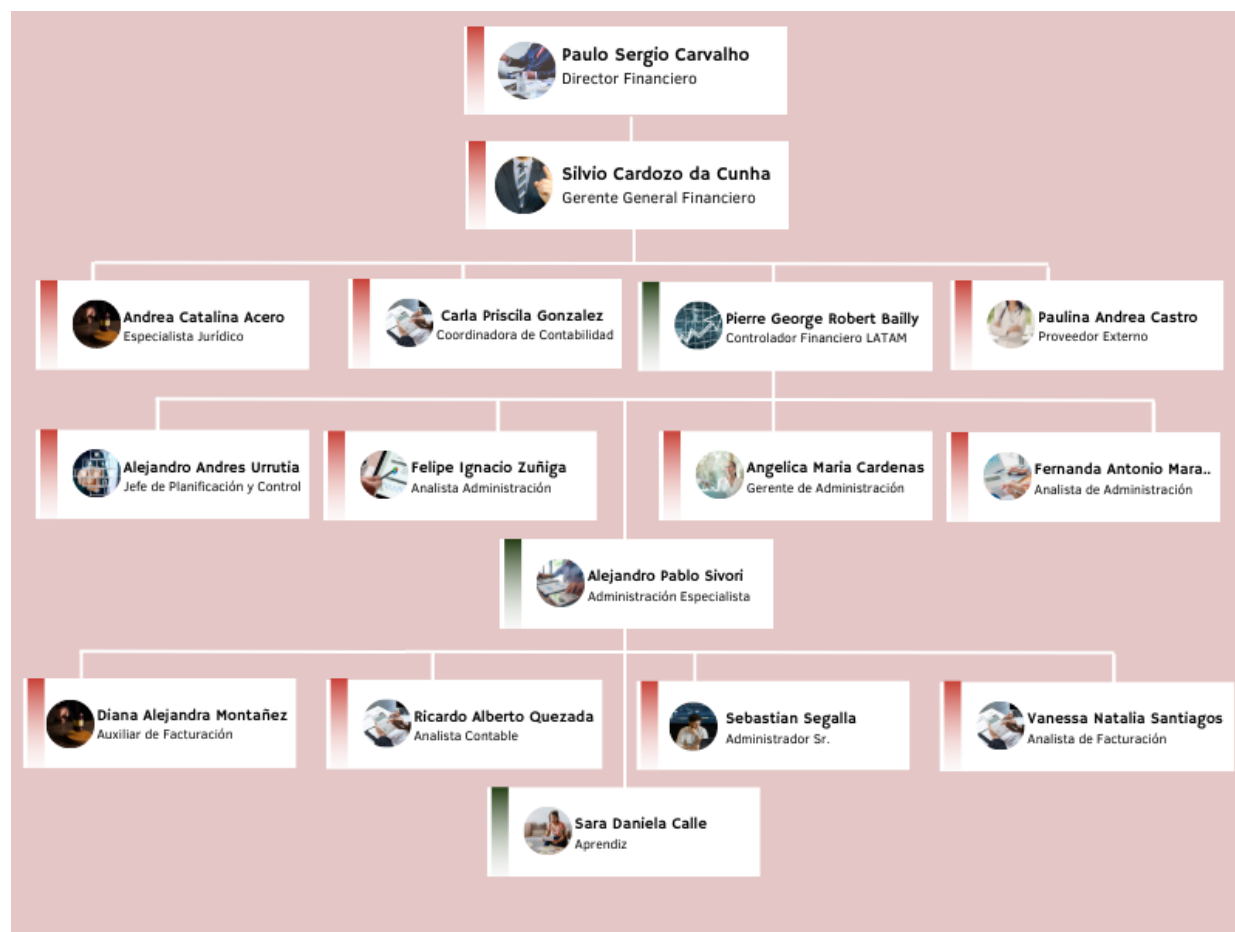 Paulo Sergio Carvalho
Director Financiero
Silvio Cardozo da Cunha
Gerente General Financiero
Andrea Catalina Acero
Especialista Jurídico
Carla Priscila Gonzalez
Coordinadora de Contabilidad
Pierre George Robert Bailly
Controlador Financiero LATAM
Paulina Andrea Castro
Proveedor Externo
Alejandro Andres Urrutia
Jefe de Planificación y Control
Felipe Ignacio Zuñiga
Analista Administración
Angelica Maria Cardenas
Gerente de Administración
Fernanda Antonio Mara..
Analista de Administración
Alejandro Pablo Sivori
Administración Especialista
Diana Alejandra Montañez
Auxiliar de Facturación
Ricardo Alberto Quezada
Analista Contable
Sebastian Segalla
Administrador Sr.
Vanessa Natalia Santiagos
Analista de Facturación
Sara Daniela Calle
Aprendiz